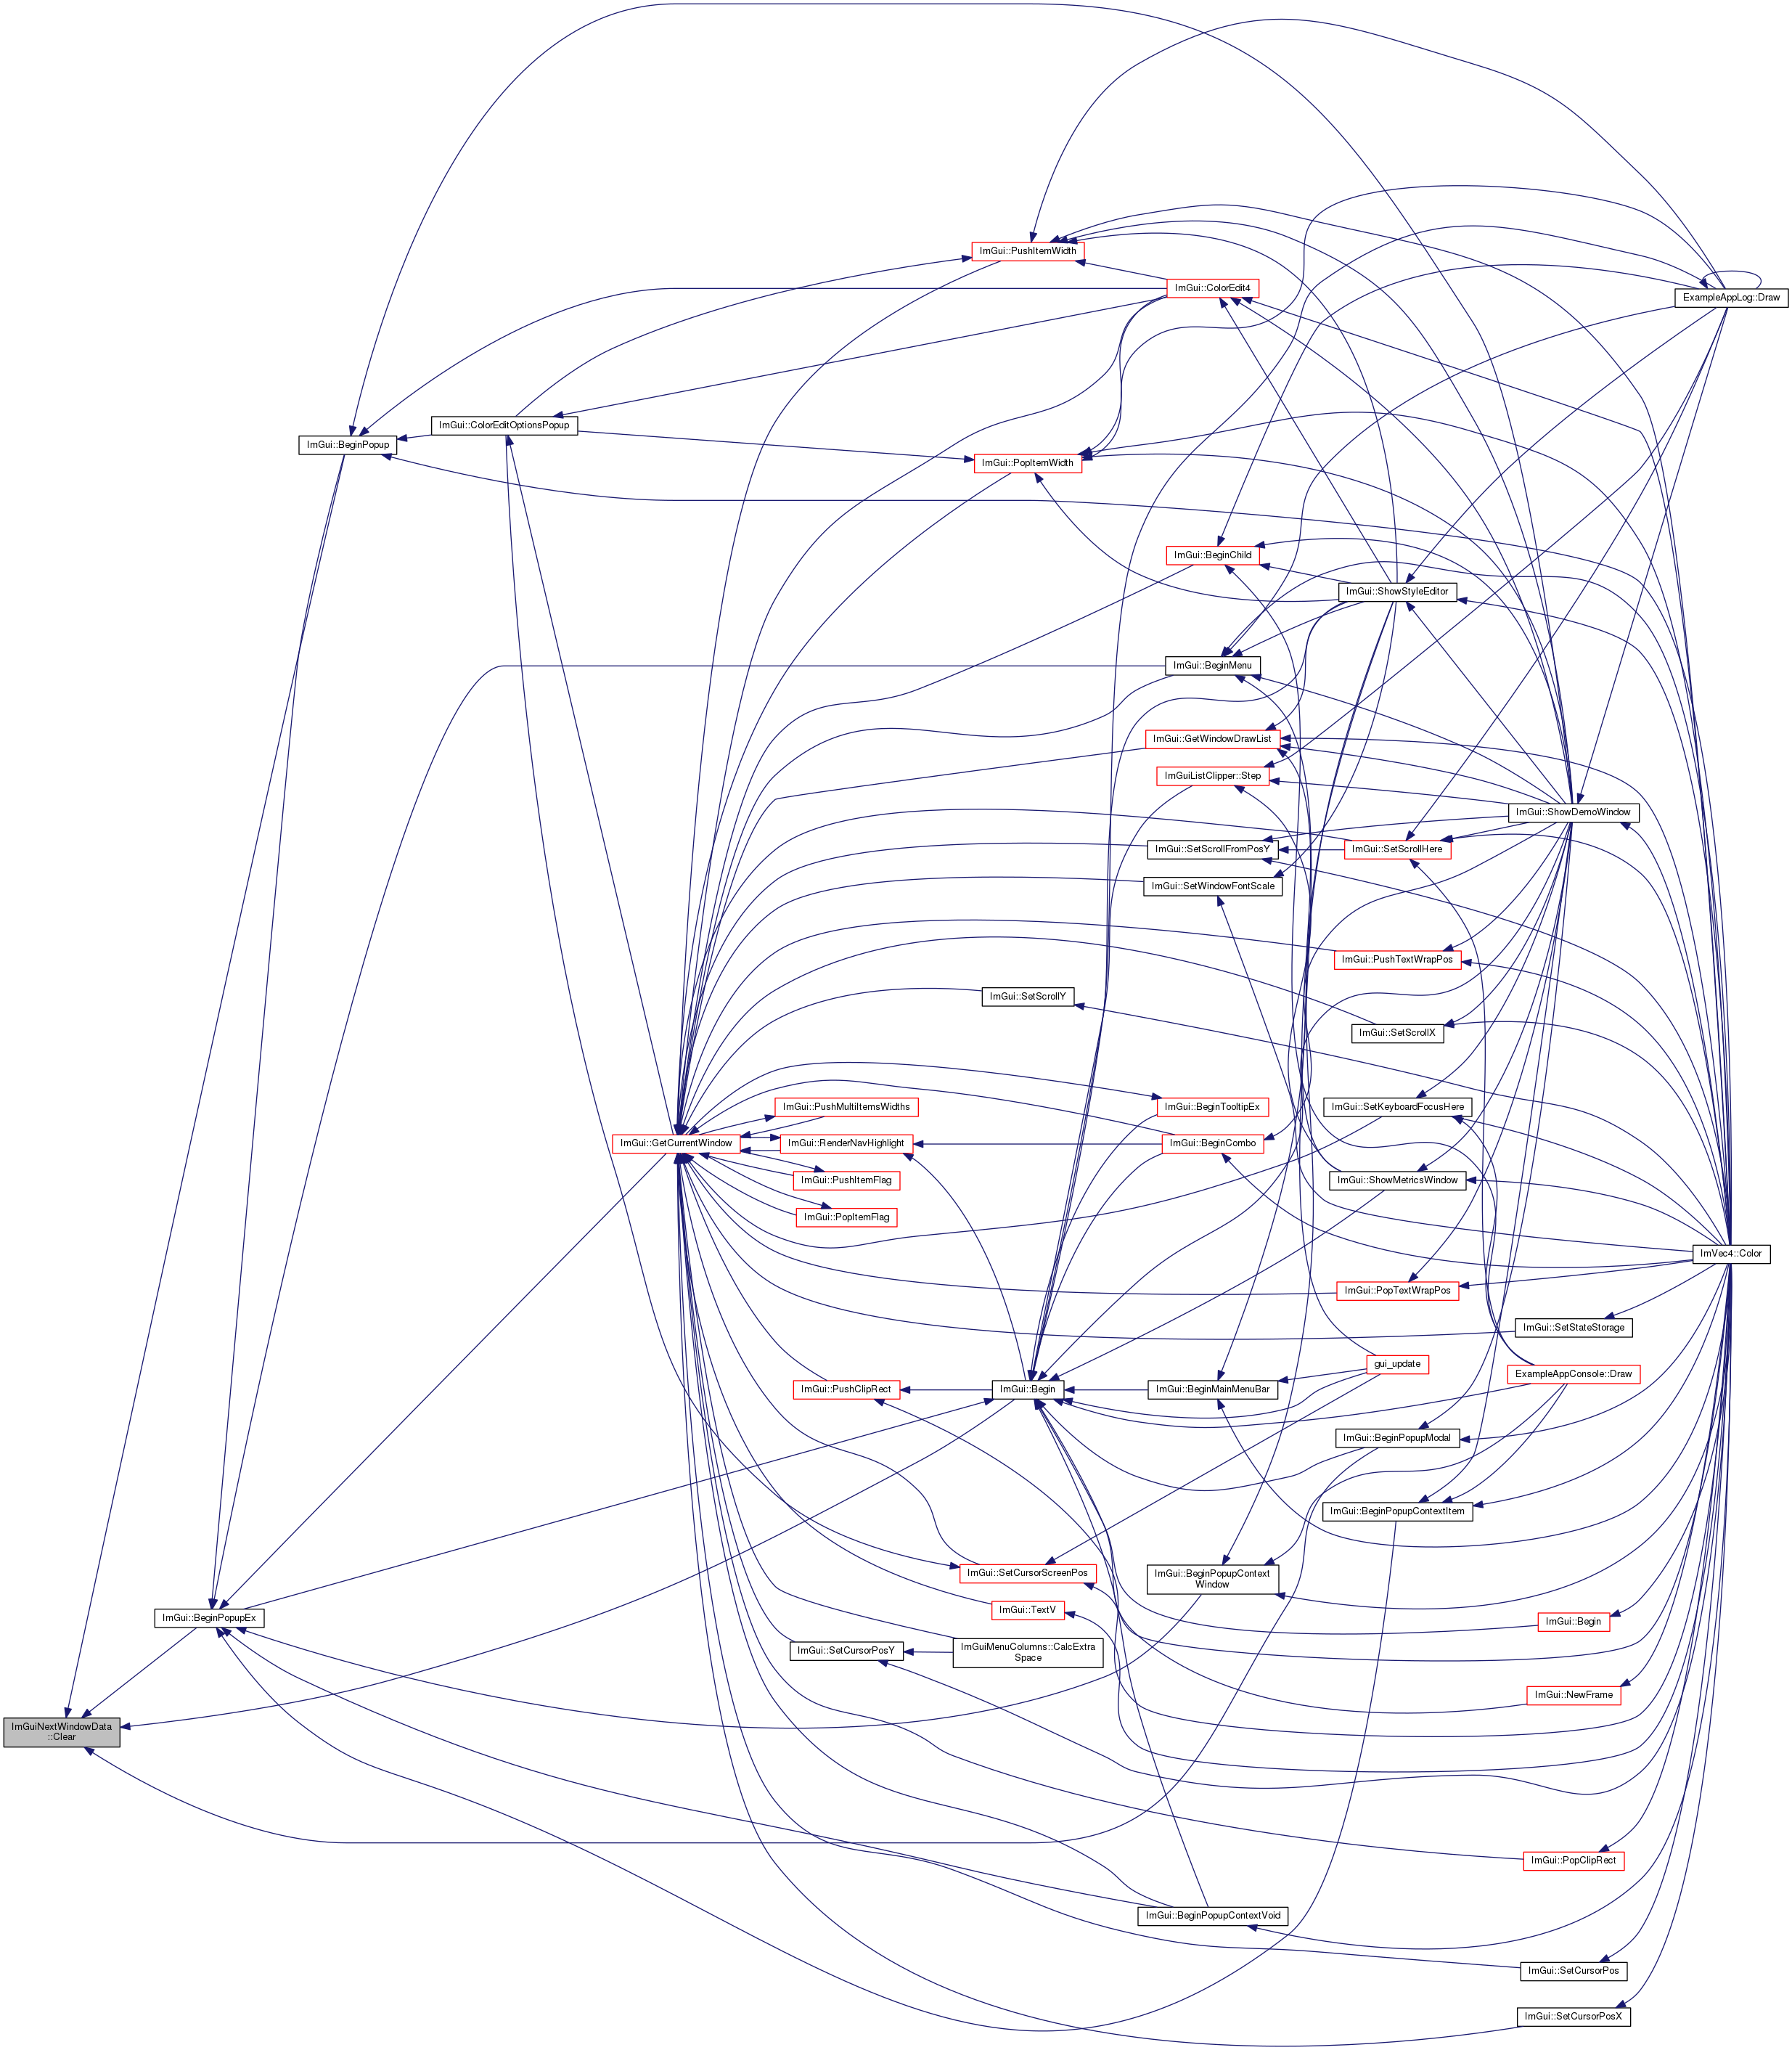 ImGui::PushItemWidth
ImGui::ColorEdit4
ExampleAppLog::Draw
ImGui::ColorEditOptionsPopup
ImGui::BeginPopup
ImGui::PopItemWidth
ImGui::BeginChild
ImGui::ShowStyleEditor
ImGui::BeginMenu
ImGui::GetWindowDrawList
ImGuiListClipper::Step
ImGui::ShowDemoWindow
ImGui::SetScrollFromPosY
ImGui::SetScrollHere
ImGui::SetWindowFontScale
ImGui::PushTextWrapPos
ImGui::SetScrollY
ImGui::SetScrollX
ImGui::PushMultiItemsWidths
ImGui::BeginTooltipEx
ImGui::SetKeyboardFocusHere
ImGui::GetCurrentWindow
ImGui::RenderNavHighlight
ImGui::BeginCombo
ImGui::PushItemFlag
ImGui::ShowMetricsWindow
ImGui::PopItemFlag
ImVec4::Color
ImGui::PopTextWrapPos
ImGui::SetStateStorage
gui_update
ExampleAppConsole::Draw
ImGui::PushClipRect
ImGui::Begin
ImGui::BeginMainMenuBar
ImGui::BeginPopupModal
ImGui::BeginPopupContextItem
ImGui::SetCursorScreenPos
ImGui::BeginPopupContext
Window
ImGui::TextV
ImGui::BeginPopupEx
ImGui::Begin
ImGui::SetCursorPosY
ImGuiMenuColumns::CalcExtra
Space
ImGui::NewFrame
ImGuiNextWindowData
::Clear
ImGui::PopClipRect
ImGui::BeginPopupContextVoid
ImGui::SetCursorPos
ImGui::SetCursorPosX